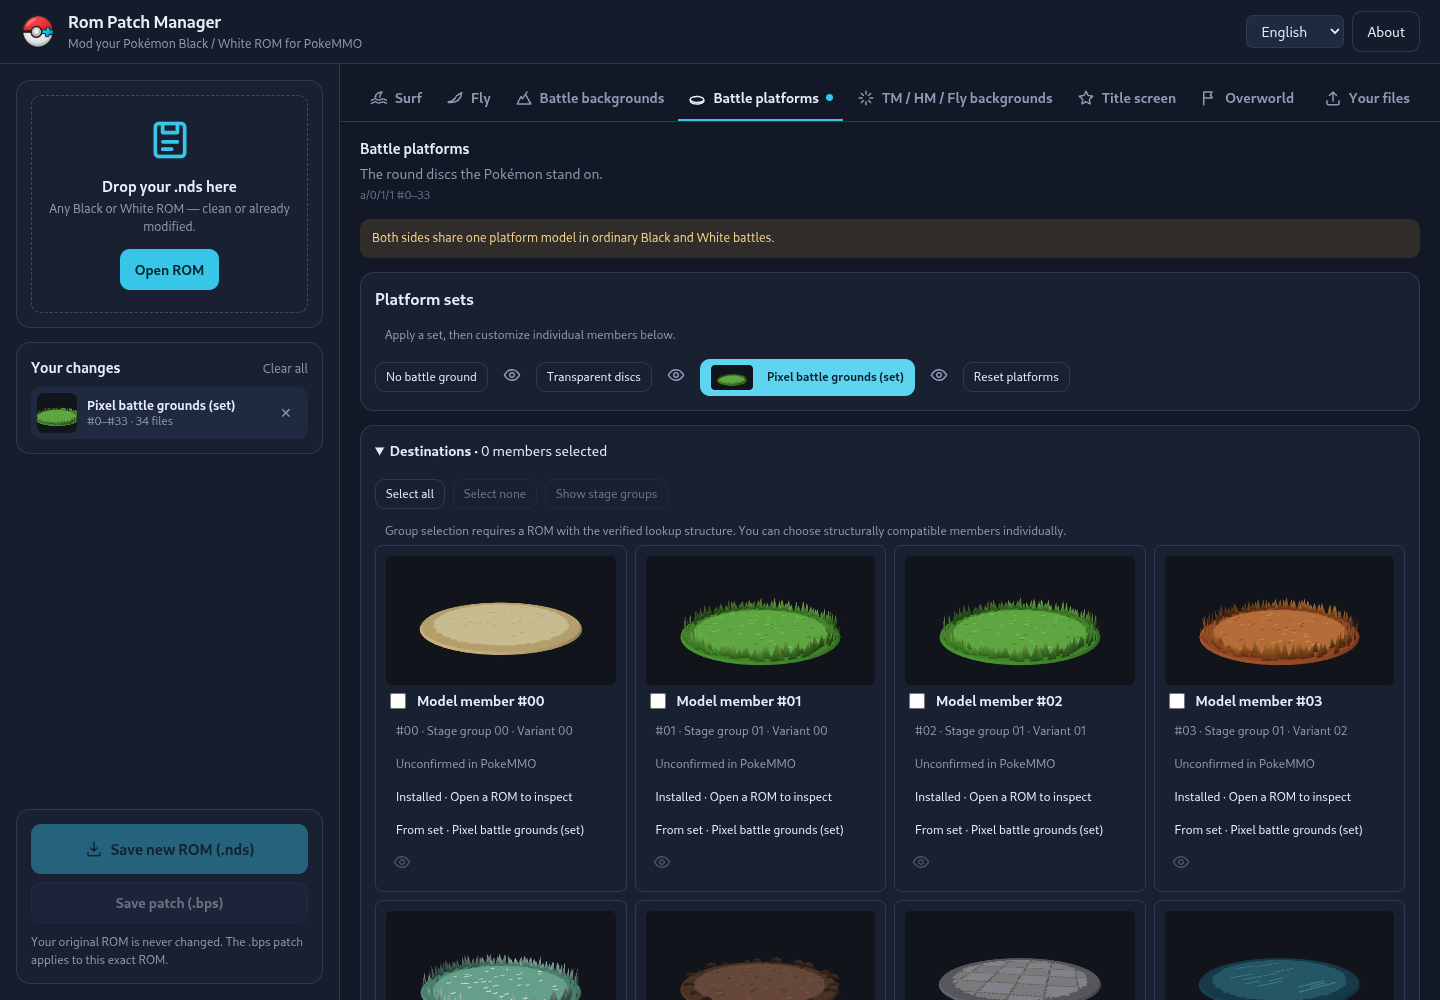 Rom Patch Manager
Mod your Pokémon Black / White ROM for PokeMMO
English
About
Drop your .nds here
Any Black or White ROM — clean or already
modified.
Open ROM
Your changes
Clear all
Pixel battle grounds (set)
#0–#33 · 34 files
Save new ROM (.nds)
Save patch (.bps)
Your original ROM is never changed. The .bps patch
applies to this exact ROM.
Surf
Fly
Battle backgrounds
Battle platforms
TM / HM / Fly backgrounds
Title screen
Overworld
Your files
Battle platforms
The round discs the Pokémon stand on.
a/0/1/1 #0–33
Both sides share one platform model in ordinary Black and White battles.
Platform sets
Apply a set, then customize individual members below.
No battle ground
Transparent discs
Pixel battle grounds (set)
Reset platforms
Destinations · 0 members selected
Select all
Select none
Show stage groups
Group selection requires a ROM with the verified lookup structure. You can choose structurally compatible members individually.
Model member #00
#00 · Stage group 00 · Variant 00
Unconfirmed in PokeMMO
Installed · Open a ROM to inspect
From set · Pixel battle grounds (set)
Model member #01
#01 · Stage group 01 · Variant 00
Unconfirmed in PokeMMO
Installed · Open a ROM to inspect
From set · Pixel battle grounds (set)
Model member #02
#02 · Stage group 01 · Variant 01
Unconfirmed in PokeMMO
Installed · Open a ROM to inspect
From set · Pixel battle grounds (set)
Model member #03
#03 · Stage group 01 · Variant 02
Unconfirmed in PokeMMO
Installed · Open a ROM to inspect
From set · Pixel battle grounds (set)